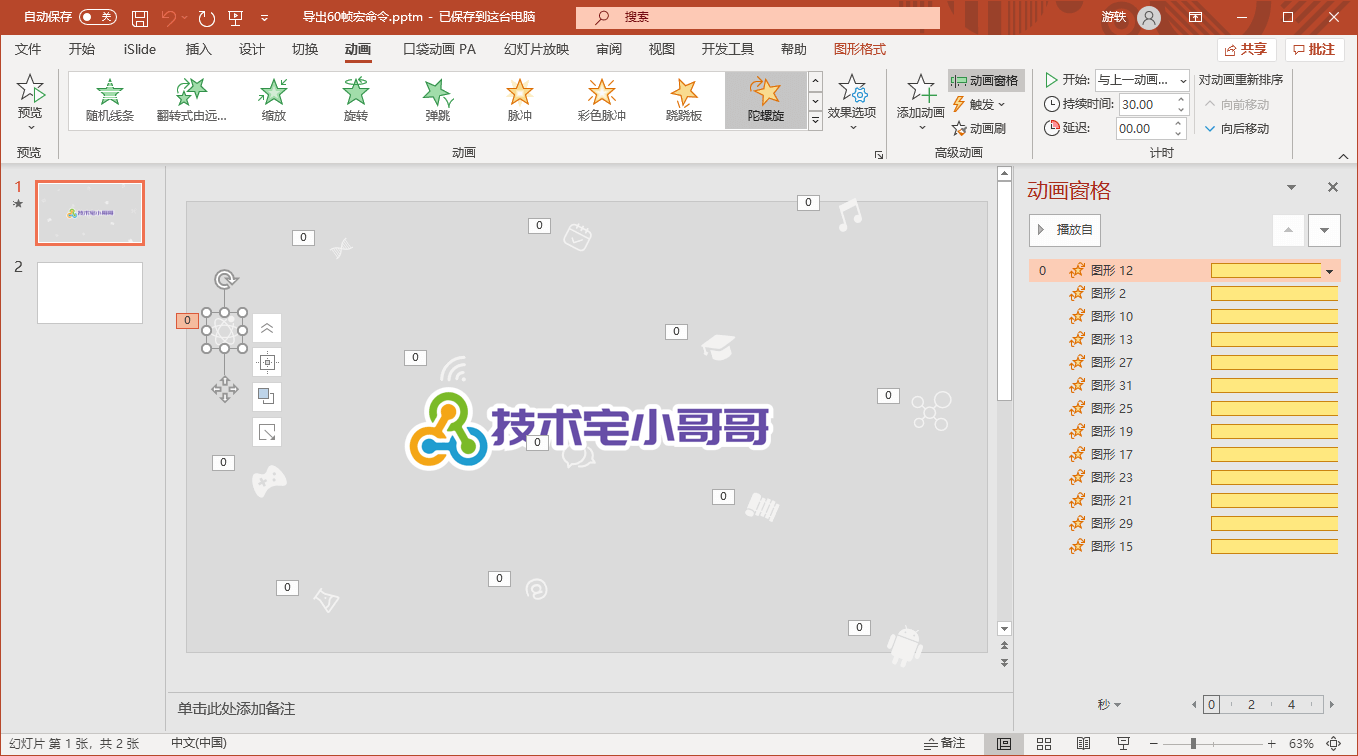 自动保存 关 导出60帧宏命令.pptm - 已保存到这台电脑 搜索 游轶
文件 开始 iSlide 插入 设计 切换 动画 口袋动画 PA 幻灯片放映 审阅 视图 开发工具 帮助 图形格式 共享 批注
预览
随机线条 翻转式由远... 缩放 旋转 弹跳 脉冲 彩色脉冲 跷跷板 陀螺旋
效果选项
添加动画
动画窗格
触发
动画刷
开始: 与上一动画...
持续时间: 30.00
延迟: 00.00
对动画重新排序
向前移动
向后移动
预览 动画 高级动画 计时
1
2
0
0
0
0
0
0
0
0
0
0
0
0
0
技术宅小哥哥
单击此处添加备注
动画窗格
播放自
0 图形 12
图形 2
图形 10
图形 13
图形 27
图形 31
图形 25
图形 19
图形 17
图形 23
图形 21
图形 29
图形 15
秒 0 2 4
幻灯片 第 1 张，共 2 张 中文(中国) 备注 63%